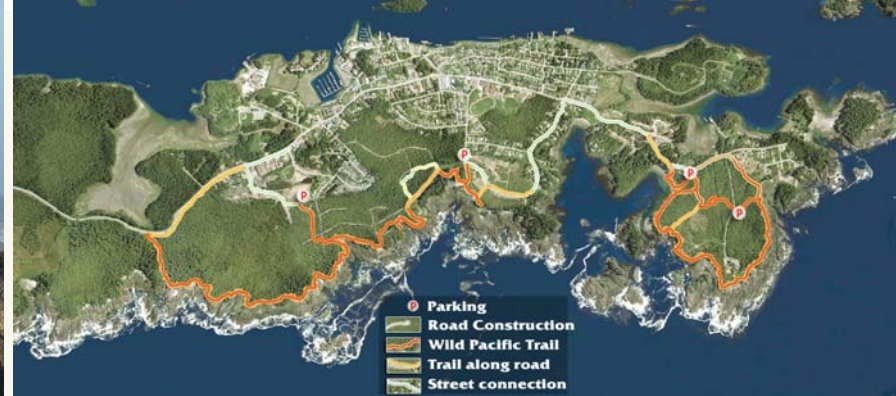 P
P
P
P
P Parking
Road Construction
Wild Pacific Trail
Trail along road
Street connection